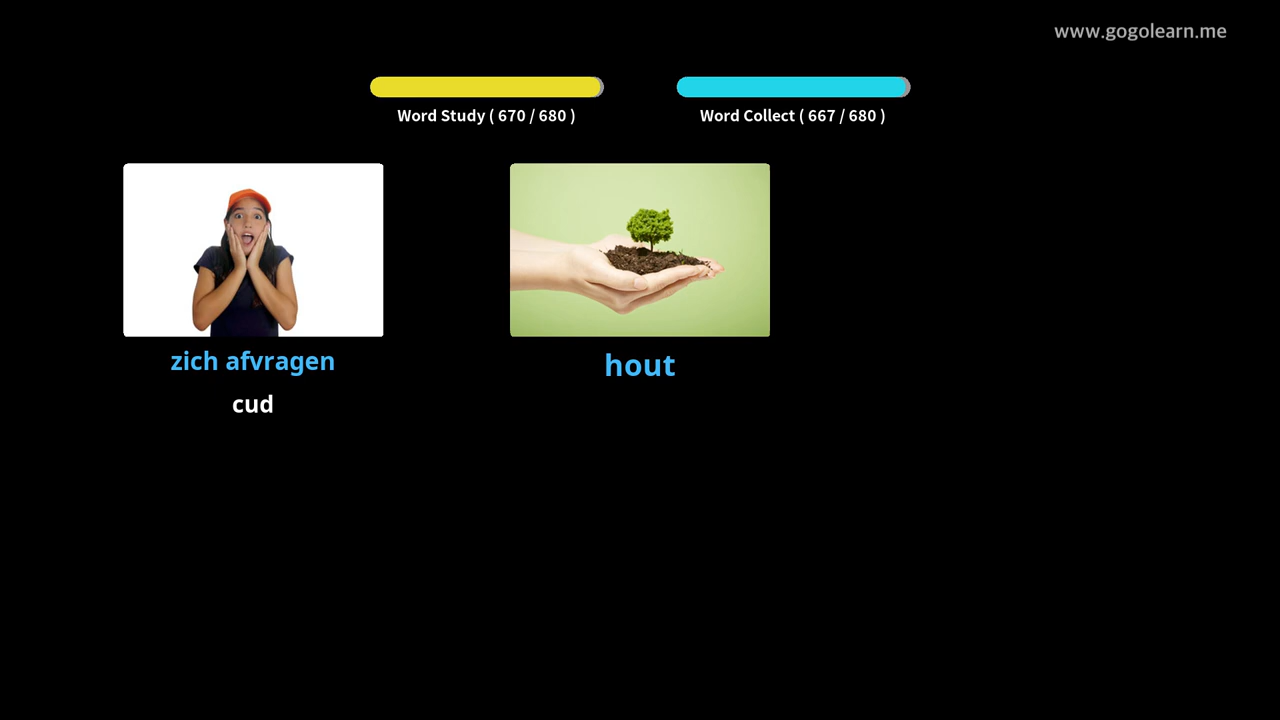 www.gogolearn.me
Word Study ( 670 / 680 )
Word Collect ( 667 / 680 )
zich afvragen
cud
hout